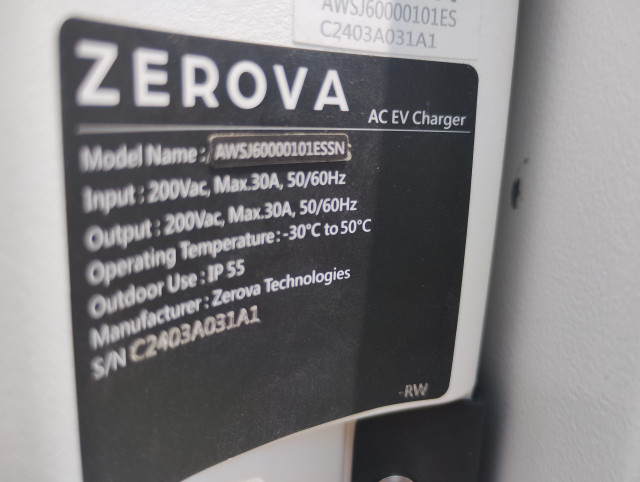 AWSJ60000101ES
C2403A031A1
ZEROVA
AC EV Charger
Model Name : AWSJ60000101ESSN
Input : 200Vac, Max.30A, 50/60Hz
Output : 200Vac, Max.30A, 50/60Hz
Operating Temperature : -30°C to 50°C
Outdoor Use : IP 55
Manufacturer : Zerova Technologies
S/N C2403A031A1
-RW